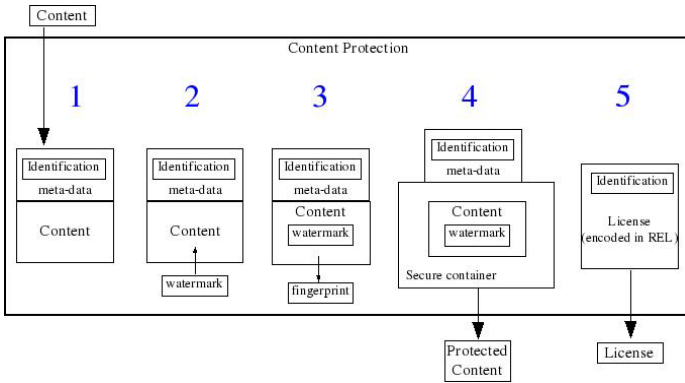 Content
Content Protection
1 2 3 4 5
Identification
meta-data
Content
Identification
meta-data
Content
watermark
Identification
meta-data
Content
watermark
fingerprint
Identification
meta-data
Content
watermark
Secure container
Protected
Content
Identification
License
(encoded in REL)
License